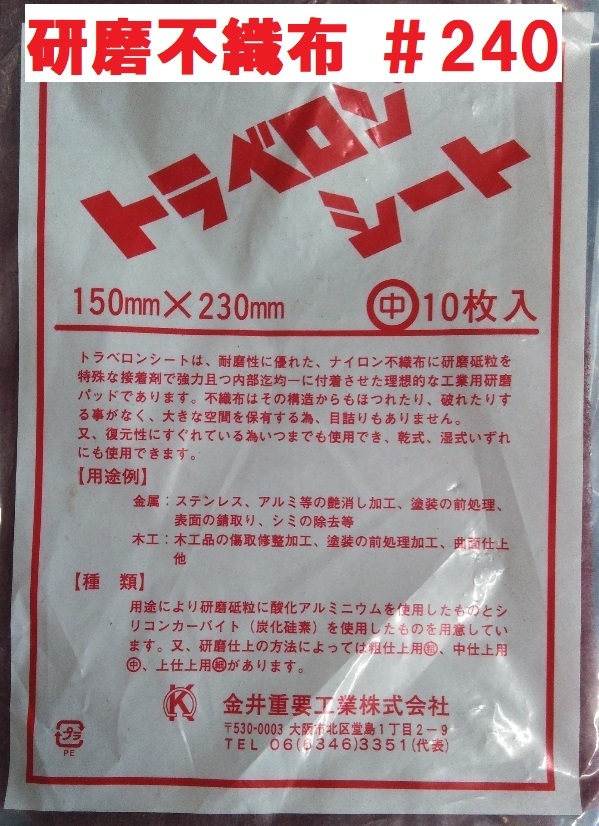 研磨不織布 ＃240
トラベロン
シート
150mm×230mm ㊥10枚入
トラベロンシートは、耐磨性に優れた、ナイロン不織布に研磨砥粒を
特殊な接着剤で強力且つ内部迄均一に付着させた理想的な工業用研磨
パッドであります。不織布はその構造からもほつれたり、破れたりす
る事がなく、大きな空間を保有する為、目詰りもありません。
又、復元性にすぐれている為いつまでも使用でき、乾式、湿式いずれ
にも使用できます。
【用途例】
金属：ステンレス、アルミ等の艶消し加工、塗装の前処理、
表面の錆取り、シミの除去等
木工：木工品の傷取修整加工、塗装の前処理加工、曲面仕上
他
【種 類】
用途により研磨砥粒に酸化アルミニウムを使用したものとシ
リコンカーバイト（炭化硅素）を使用したものを用意してい
ます。又、研磨仕上の方法によっては粗仕上用粗、中仕上用
㊥、上仕上用細があります。
金井重要工業株式会社
〒530-0003 大阪市北区堂島1丁目2－9
TEL 06(6346)3351(代表)
プラ
PE